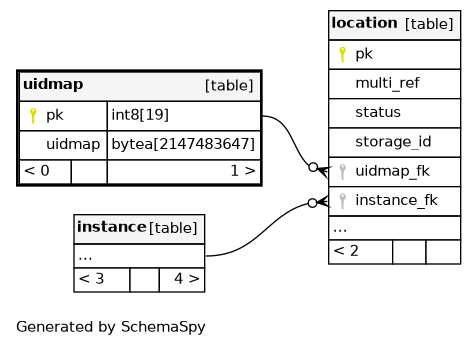 uidmap [table]
pk int8[19]
uidmap bytea[2147483647]
< 0 1 >
instance [table]
...
< 3 4 >
location [table]
pk
multi_ref
status
storage_id
uidmap_fk
instance_fk
...
< 2
Generated by SchemaSpy